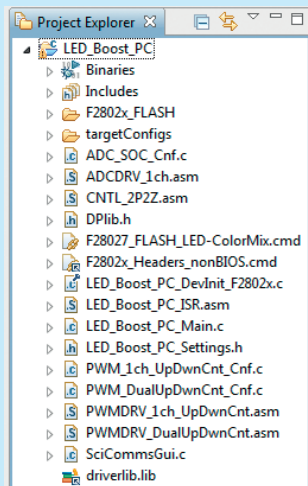 Project Explorer
LED_Boost_PC
Binaries
Includes
F2802x_FLASH
targetConfigs
ADC_SOC_Cnf.c
ADCDRV_1ch.asm
CNTL_2P2Z.asm
DPlib.h
F28027_FLASH_LED-ColorMix.cmd
F2802x_Headers_nonBIOS.cmd
LED_Boost_PC_DevInit_F2802x.c
LED_Boost_PC_ISR.asm
LED_Boost_PC_Main.c
LED_Boost_PC_Settings.h
PWM_1ch_UpDwnCnt_Cnf.c
PWM_DualUpDwnCnt_Cnf.c
PWMDRV_1ch_UpDwnCnt.asm
PWMDRV_DualUpDwnCnt.asm
SciCommsGui.c
driverlib.lib